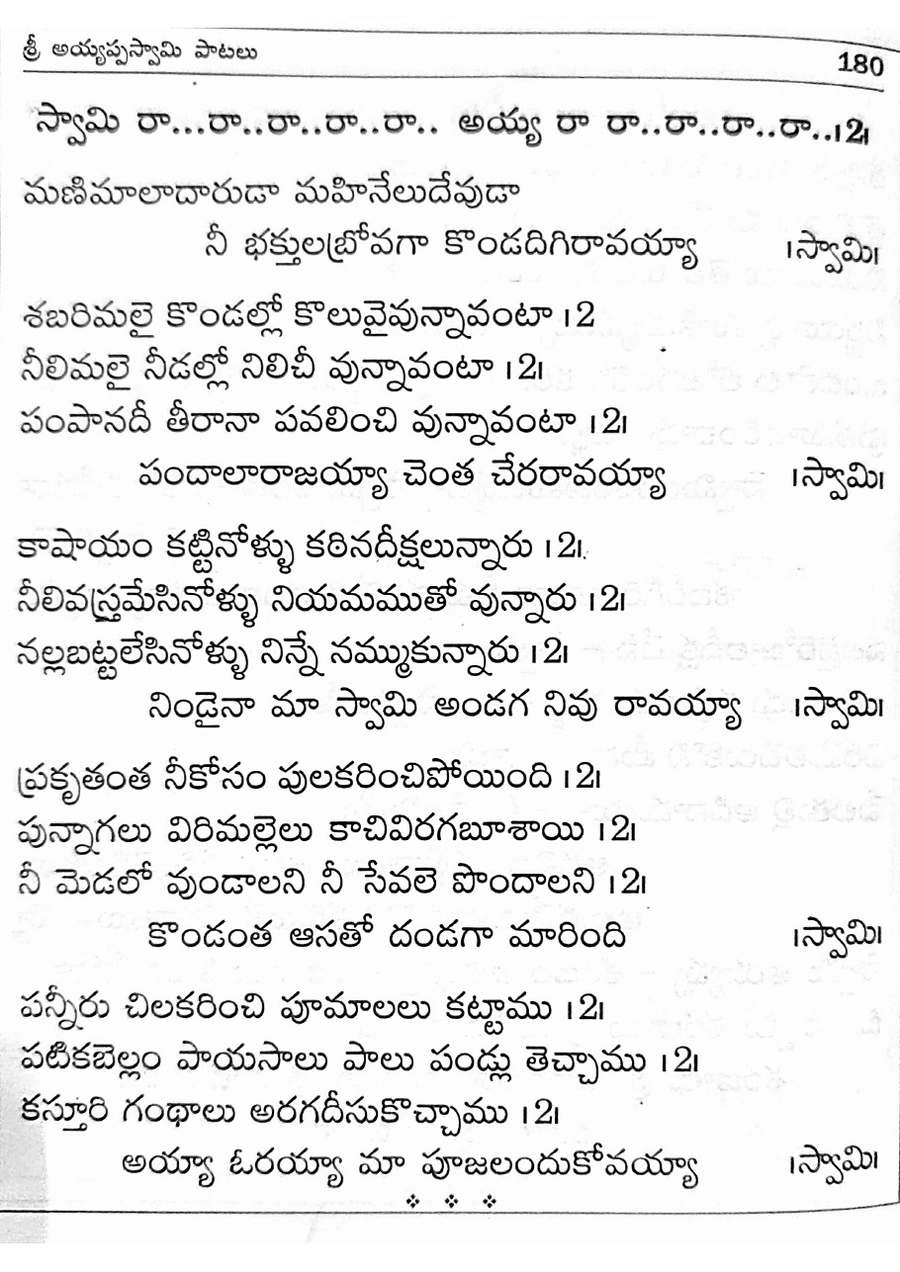 శ్రీ అయ్యప్పస్వామి పాటలు 180
స్వామి రా...రా..రా..రా..రా.. అయ్య రా రా..రా..రా..రా..।2।
మణిమాలాదారుడా మహినేలుదేవుడా
నీ భక్తులబ్రోవగా కొండదిగిరావయ్యా ।స్వామి।
శబరిమలై కొండల్లో కొలువైవున్నావంటా ।2
నీలిమలై నీడల్లో నిలిచీ వున్నావంటా ।2।
పంపానదీ తీరానా పవలించి వున్నావంటా ।2।
పందాలారాజయ్యా చెంత చేరరావయ్యా ।స్వామి।
కాషాయం కట్టినోళ్ళు కఠినదీక్షలున్నారు ।2।
నీలివస్త్రమేసినోళ్ళు నియమముతో వున్నారు ।2।
నల్లబట్టలేసినోళ్ళు నిన్నే నమ్ముకున్నారు ।2।
నిండైనా మా స్వామి అండగ నివు రావయ్యా ।స్వామి।
ప్రకృతంత నీకోసం పులకరించిపోయింది ।2।
పున్నాగలు విరిమల్లెలు కాచివిరగబూశాయి ।2।
నీ మెడలో వుండాలని నీ సేవలె పొందాలని ।2।
కొండంత ఆసతో దండగా మారింది ।స్వామి।
పన్నీరు చిలకరించి పూమాలలు కట్టాము ।2।
పటికబెల్లం పాయసాలు పాలు పండ్లు తెచ్చాము ।2।
కస్తూరి గంథాలు అరగదీసుకొచ్చాము ।2।
అయ్యా ఓరయ్యా మా పూజలందుకోవయ్యా ।స్వామి।